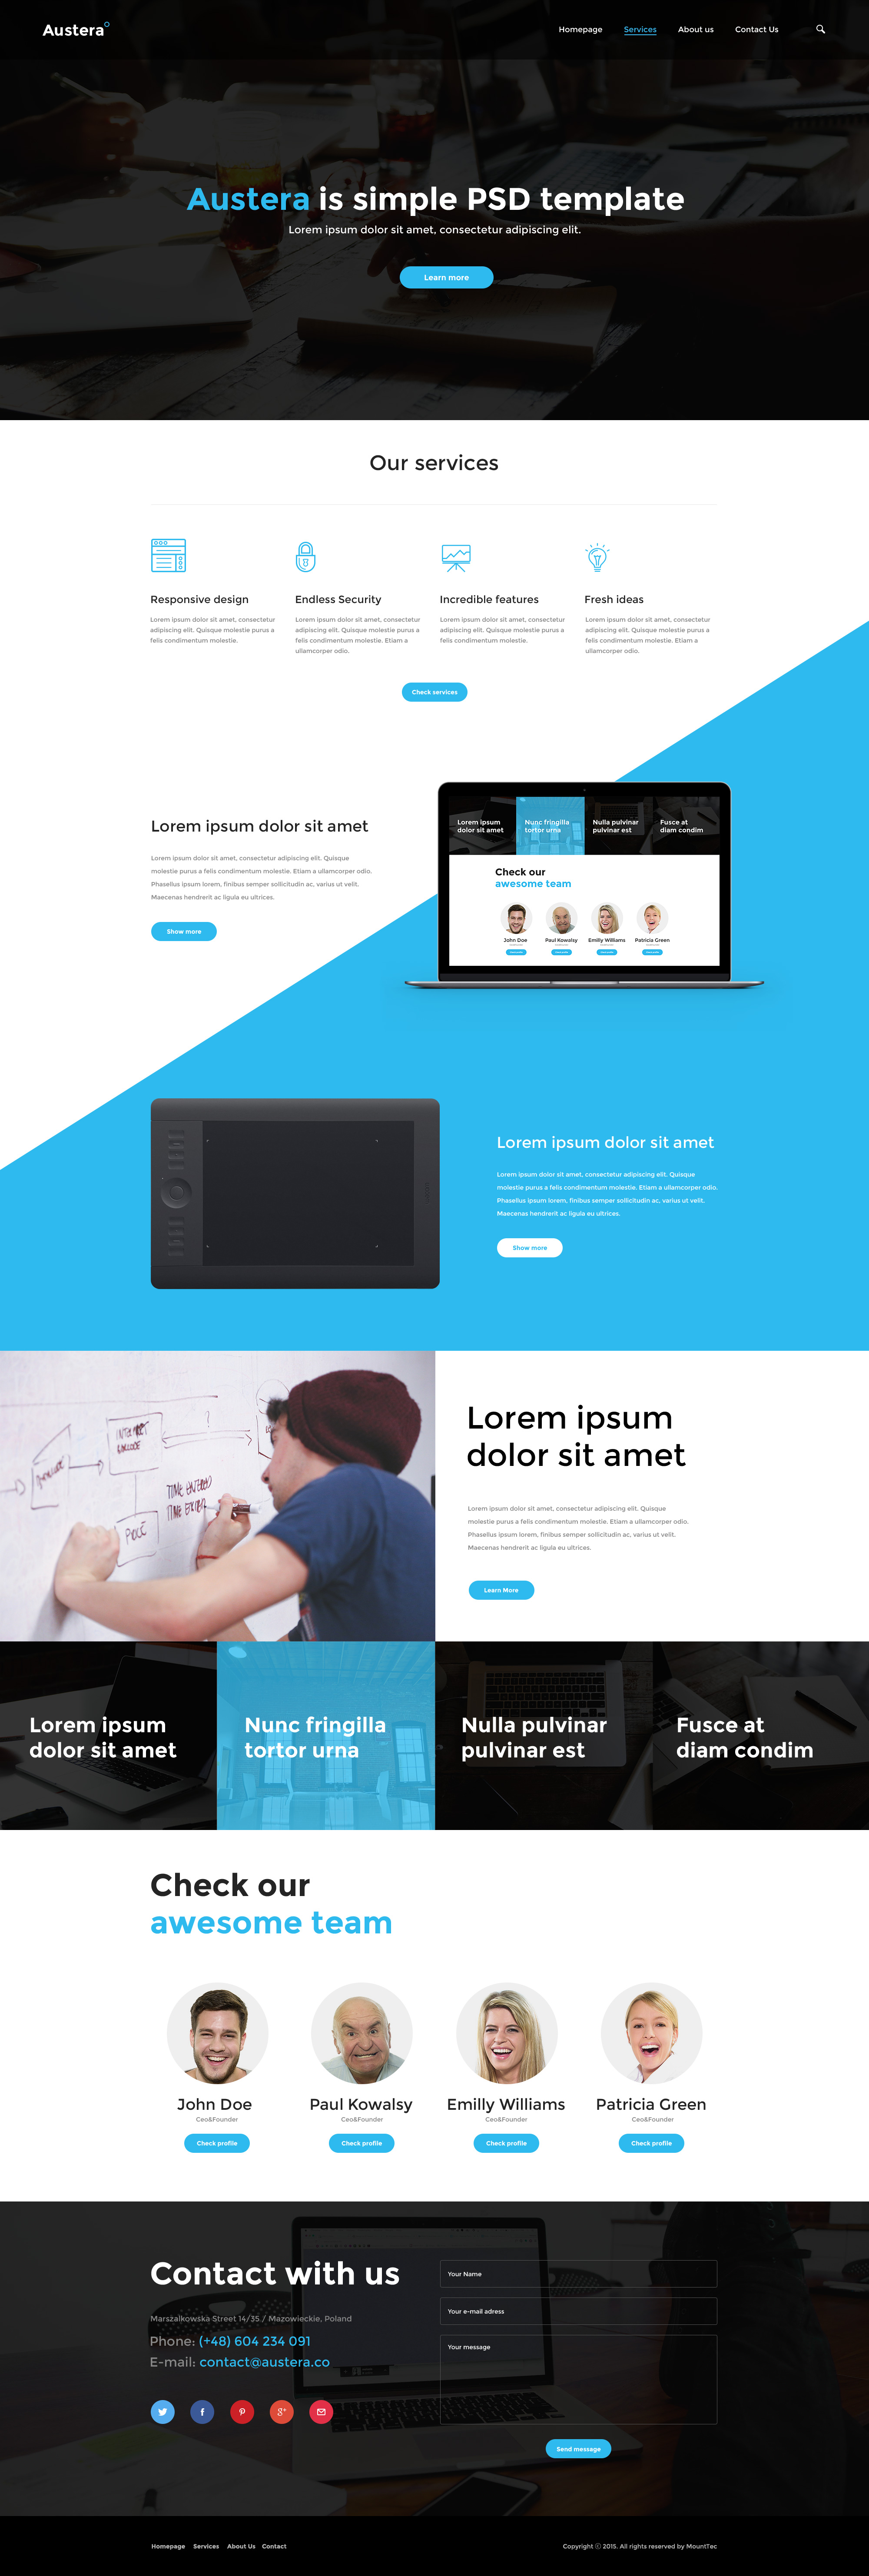 Austera
Homepage Services About us Contact Us
Austera is simple PSD template
Lorem ipsum dolor sit amet, consectetur adipiscing elit.
Learn more
Our services
Responsive design
Lorem ipsum dolor sit amet, consectetur
adipiscing elit. Quisque molestie purus a
felis condimentum molestie.
Endless Security
Lorem ipsum dolor sit amet, consectetur
adipiscing elit. Quisque molestie purus a
felis condimentum molestie. Etiam a
ullamcorper odio.
Incredible features
Lorem ipsum dolor sit amet, consectetur
adipiscing elit. Quisque molestie purus a
felis condimentum molestie.
Fresh ideas
Lorem ipsum dolor sit amet, consectetur
adipiscing elit. Quisque molestie purus a
felis condimentum molestie. Etiam a
ullamcorper odio.
Check services
Lorem ipsum dolor sit amet
Lorem ipsum dolor sit amet, consectetur adipiscing elit. Quisque
molestie purus a felis condimentum molestie. Etiam a ullamcorper odio.
Phasellus ipsum lorem, finibus semper sollicitudin ac, varius ut velit.
Maecenas hendrerit ac ligula eu ultrices.
Show more
Lorem ipsum
dolor sit amet
Nunc fringilla
tortor urna
Nulla pulvinar
pulvinar est
Fusce at
diam condim
Check our
awesome team
John Doe
Paul Kowalsy
Emilly Williams
Patricia Green
Lorem ipsum dolor sit amet
Lorem ipsum dolor sit amet, consectetur adipiscing elit. Quisque
molestie purus a felis condimentum molestie. Etiam a ullamcorper odio.
Phasellus ipsum lorem, finibus semper sollicitudin ac, varius ut velit.
Maecenas hendrerit ac ligula eu ultrices.
Show more
Lorem ipsum
dolor sit amet
Lorem ipsum dolor sit amet, consectetur adipiscing elit. Quisque
molestie purus a felis condimentum molestie. Etiam a ullamcorper odio.
Phasellus ipsum lorem, finibus semper sollicitudin ac, varius ut velit.
Maecenas hendrerit ac ligula eu ultrices.
Learn More
Lorem ipsum
dolor sit amet
Nunc fringilla
tortor urna
Nulla pulvinar
pulvinar est
Fusce at
diam condim
Check our
awesome team
John Doe
Ceo&Founder
Check profile
Paul Kowalsy
Ceo&Founder
Check profile
Emilly Williams
Ceo&Founder
Check profile
Patricia Green
Ceo&Founder
Check profile
Contact with us
Marszalkowska Street 14/35 / Mazowieckie, Poland
Phone: (+48) 604 234 091
E-mail: contact@austera.co
Your Name
Your e-mail adress
Your message
Send message
Homepage Services About Us Contact
Copyright © 2015. All rights reserved by MountTec